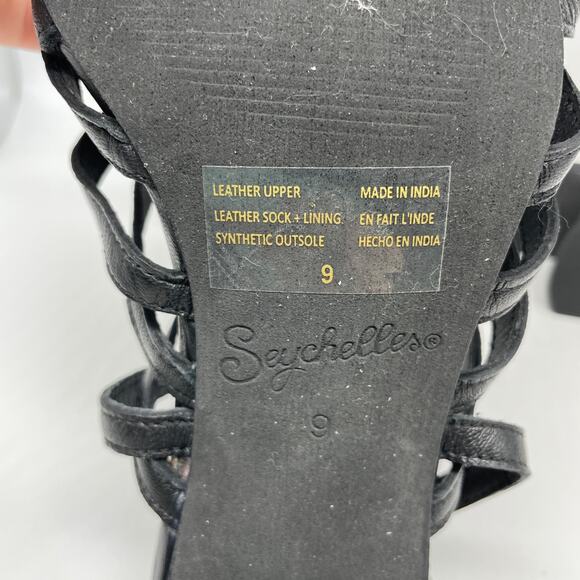 LEATHER UPPER MADE IN INDIA
LEATHER SOCK + LINING. EN FAIT L'INDE
SYNTHETIC OUTSOLE HECHO EN INDIA
9
Seychelles®
9